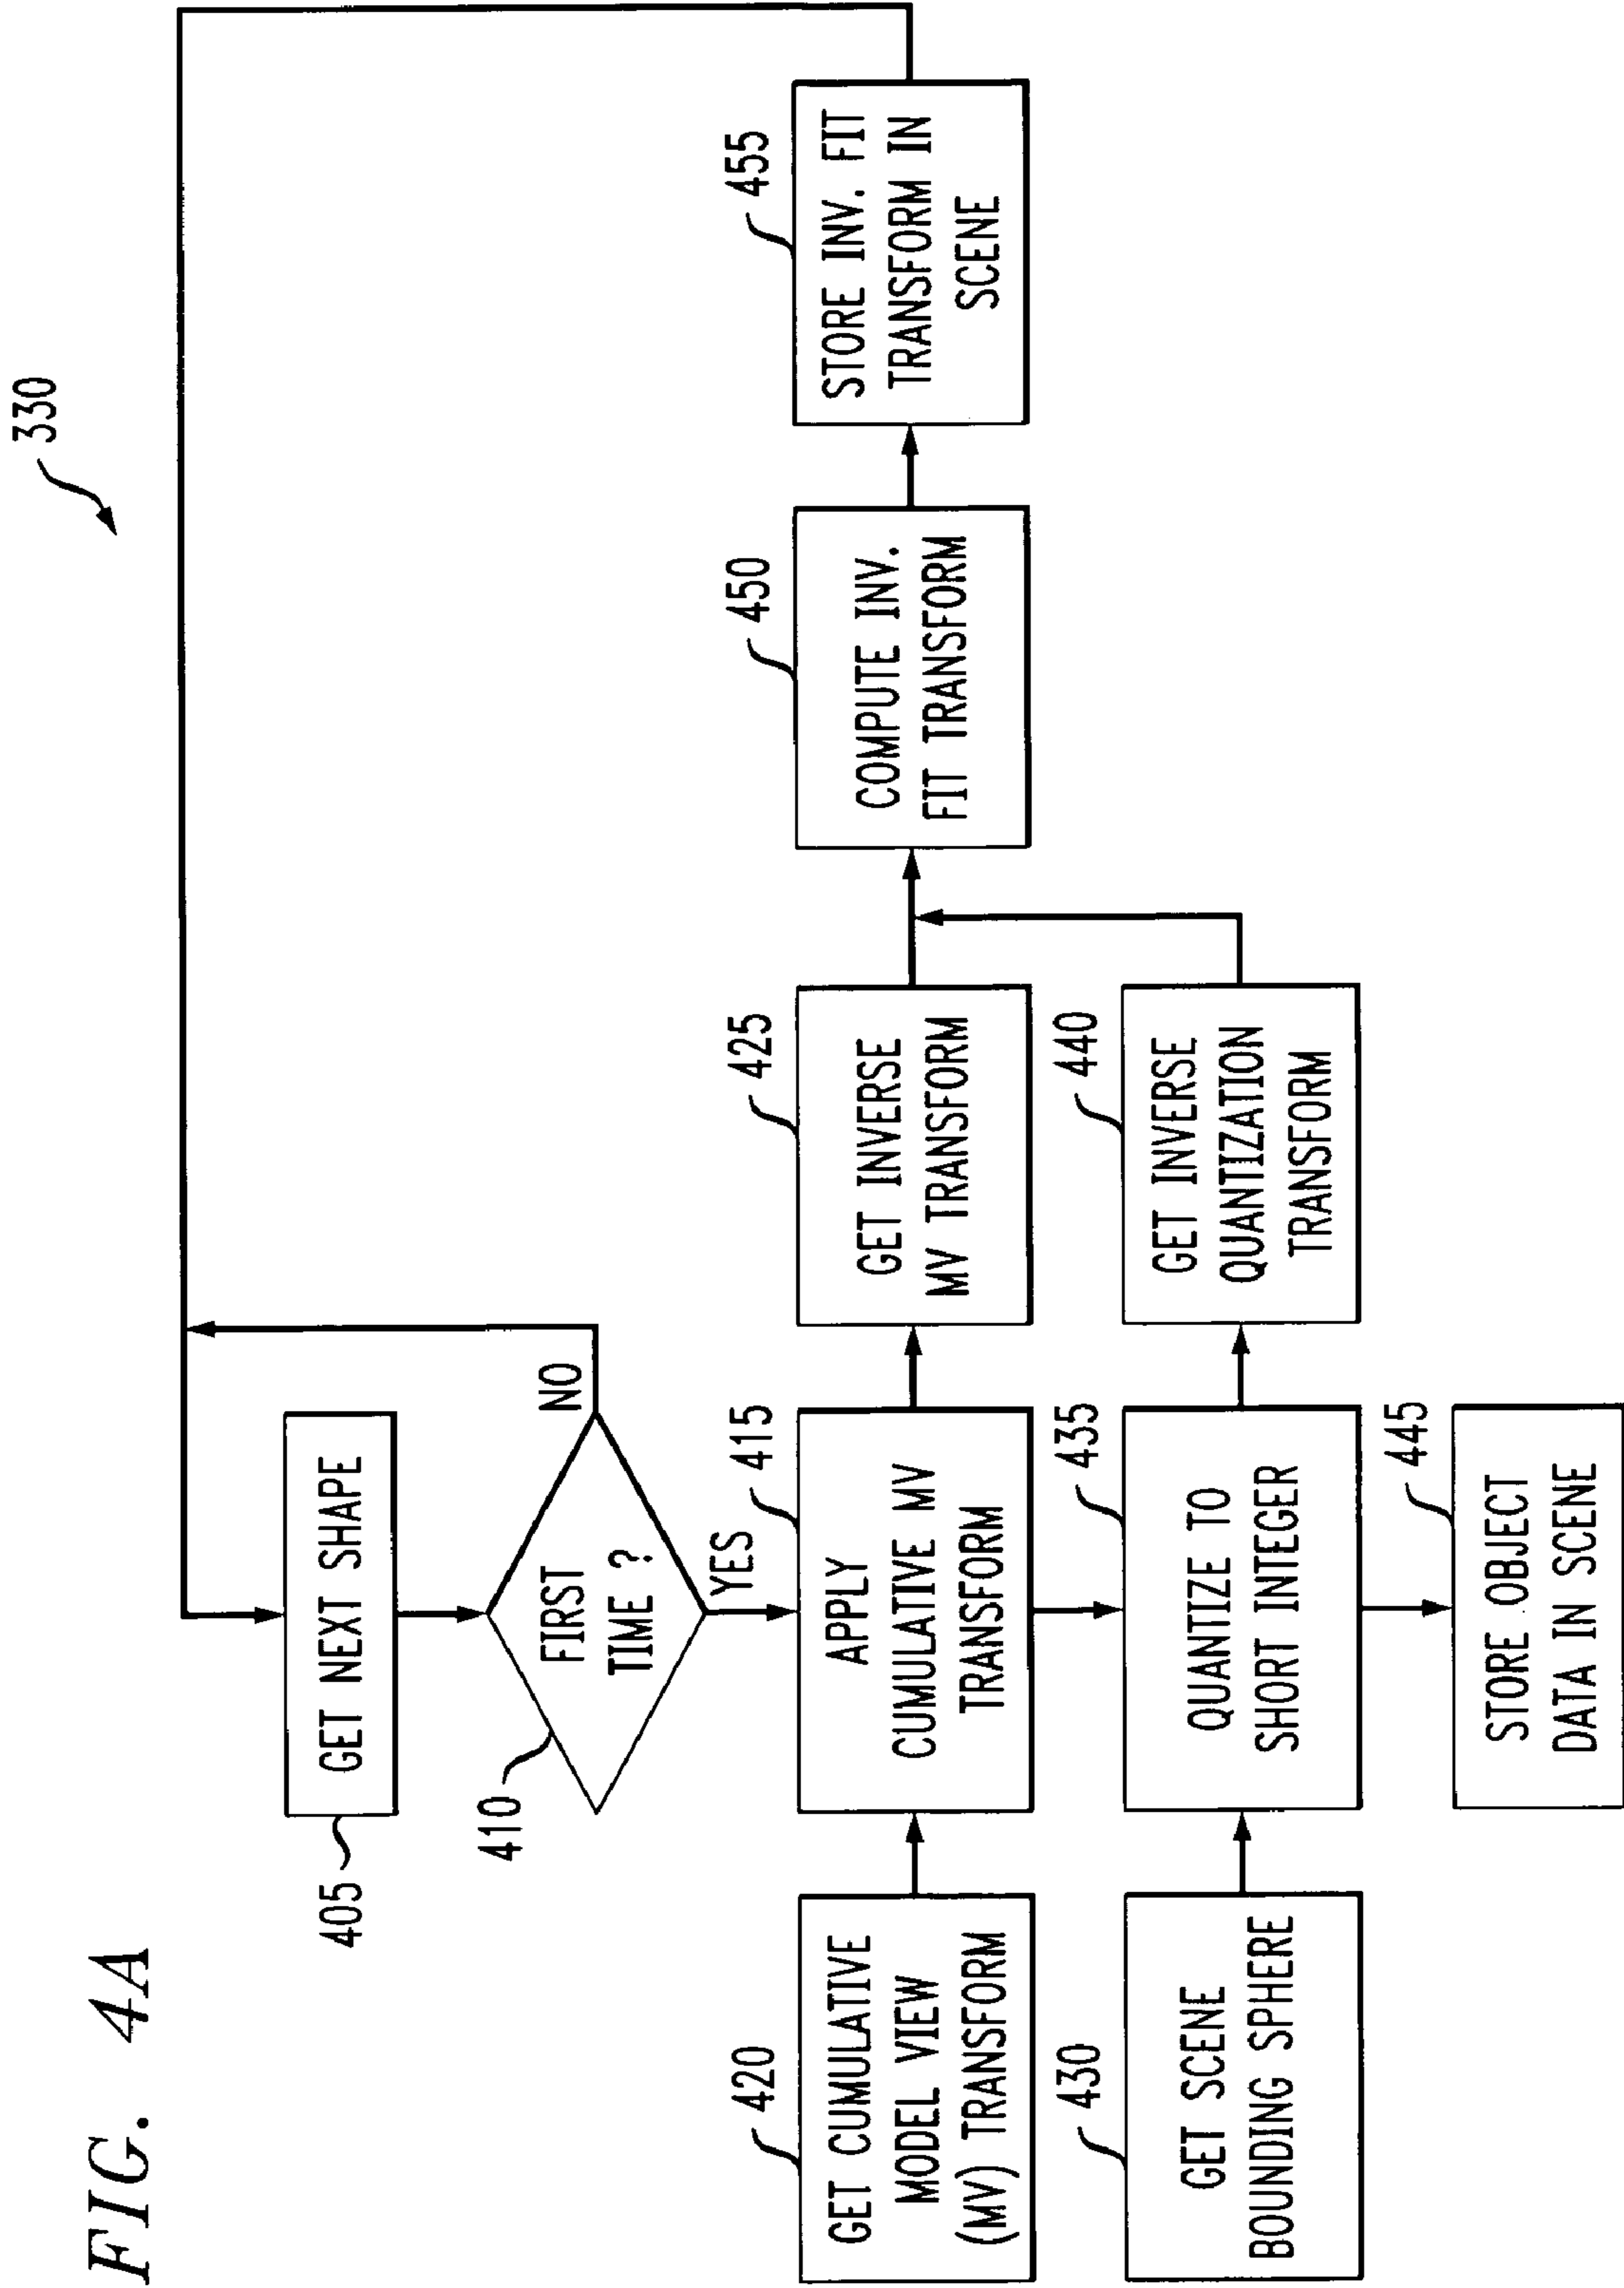 FIG. 4A
330
405
GET NEXT SHAPE
410
FIRST
TIME ?
NO
YES
420
GET CUMULATIVE
MODEL VIEW
(MV) TRANSFORM
415
APPLY
CUMULATIVE MV
TRANSFORM
425
GET INVERSE
MV TRANSFORM
450
COMPUTE INV.
FIT TRANSFORM
455
STORE INV. FIT
TRANSFORM IN
SCENE
430
GET SCENE
BOUNDING SPHERE
435
QUANTIZE TO
SHORT INTEGER
440
GET INVERSE
QUANTIZATION
TRANSFORM
445
STORE OBJECT
DATA IN SCENE